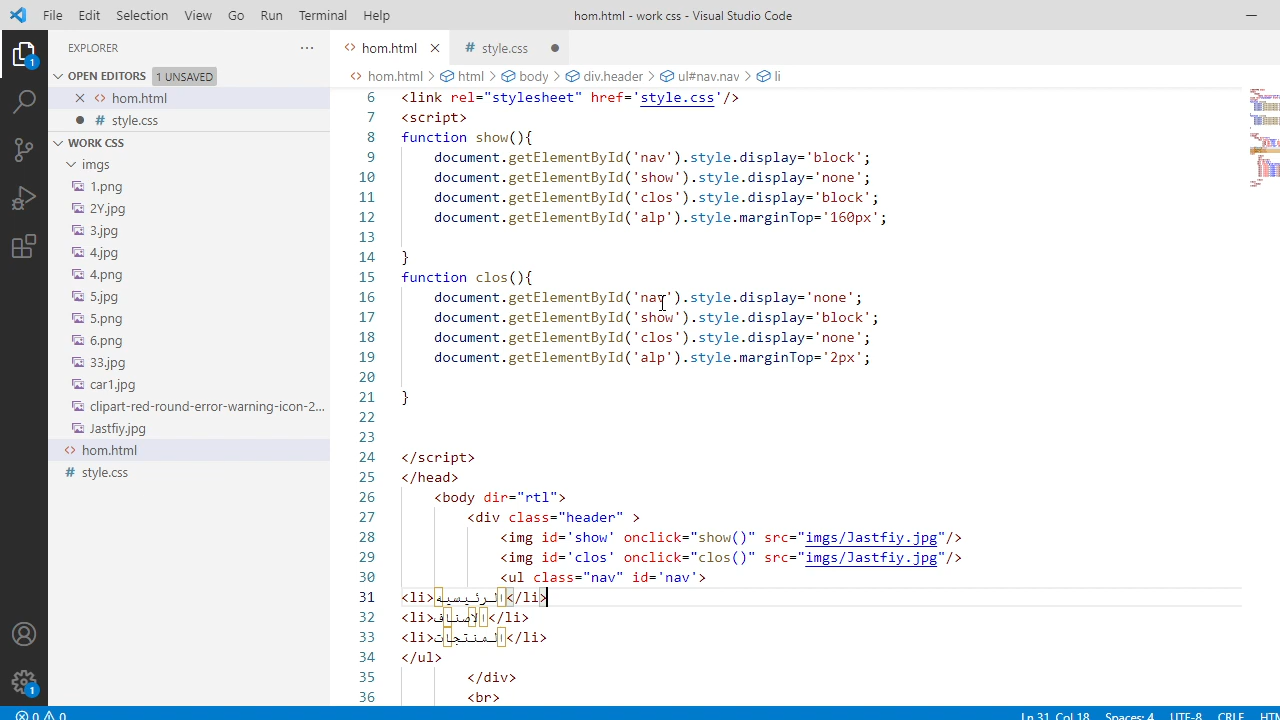 File Edit Selection View Go Run Terminal Help hom.html - work css - Visual Studio Code
EXPLORER
OPEN EDITORS 1 UNSAVED
hom.html
style.css
WORK CSS
imgs
1.png
2Y.jpg
3.jpg
4.jpg
4.png
5.jpg
5.png
6.png
33.jpg
car1.jpg
clipart-red-round-error-warning-icon-2...
Jastfiy.jpg
hom.html
style.css
1
1
hom.html style.css
hom.html > html > body > div.header > ul#nav.nav > li
6 <link rel="stylesheet" href='style.css'/>
7 <script>
8 function show(){
9 document.getElementById('nav').style.display='block';
10 document.getElementById('show').style.display='none';
11 document.getElementById('clos').style.display='block';
12 document.getElementById('alp').style.marginTop='160px';
13
14 }
15 function clos(){
16 document.getElementById('nav').style.display='none';
17 document.getElementById('show').style.display='block';
18 document.getElementById('clos').style.display='none';
19 document.getElementById('alp').style.marginTop='2px';
20
21 }
22
23
24 </script>
25 </head>
26 <body dir="rtl">
27 <div class="header" >
28 <img id='show' onclick="show()" src="imgs/Jastfiy.jpg"/>
29 <img id='clos' onclick="clos()" src="imgs/Jastfiy.jpg"/>
30 <ul class="nav" id='nav'>
31 <li>الرئيسيه</li>
32 <li>الاصناف</li>
33 <li>المنتجات</li>
34 </ul>
35 </div>
36 <br>
0 0 Ln 31, Col 18 Spaces: 4 UTF-8 CRLF